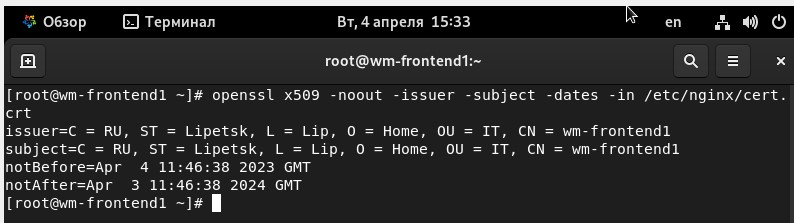 Обзор Терминал Вт, 4 апреля 15:33 en
root@wm-frontend1:~
[root@wm-frontend1 ~]# openssl x509 -noout -issuer -subject -dates -in /etc/nginx/cert.
crt
issuer=C = RU, ST = Lipetsk, L = Lip, O = Home, OU = IT, CN = wm-frontend1
subject=C = RU, ST = Lipetsk, L = Lip, O = Home, OU = IT, CN = wm-frontend1
notBefore=Apr  4 11:46:38 2023 GMT
notAfter=Apr  3 11:46:38 2024 GMT
[root@wm-frontend1 ~]#